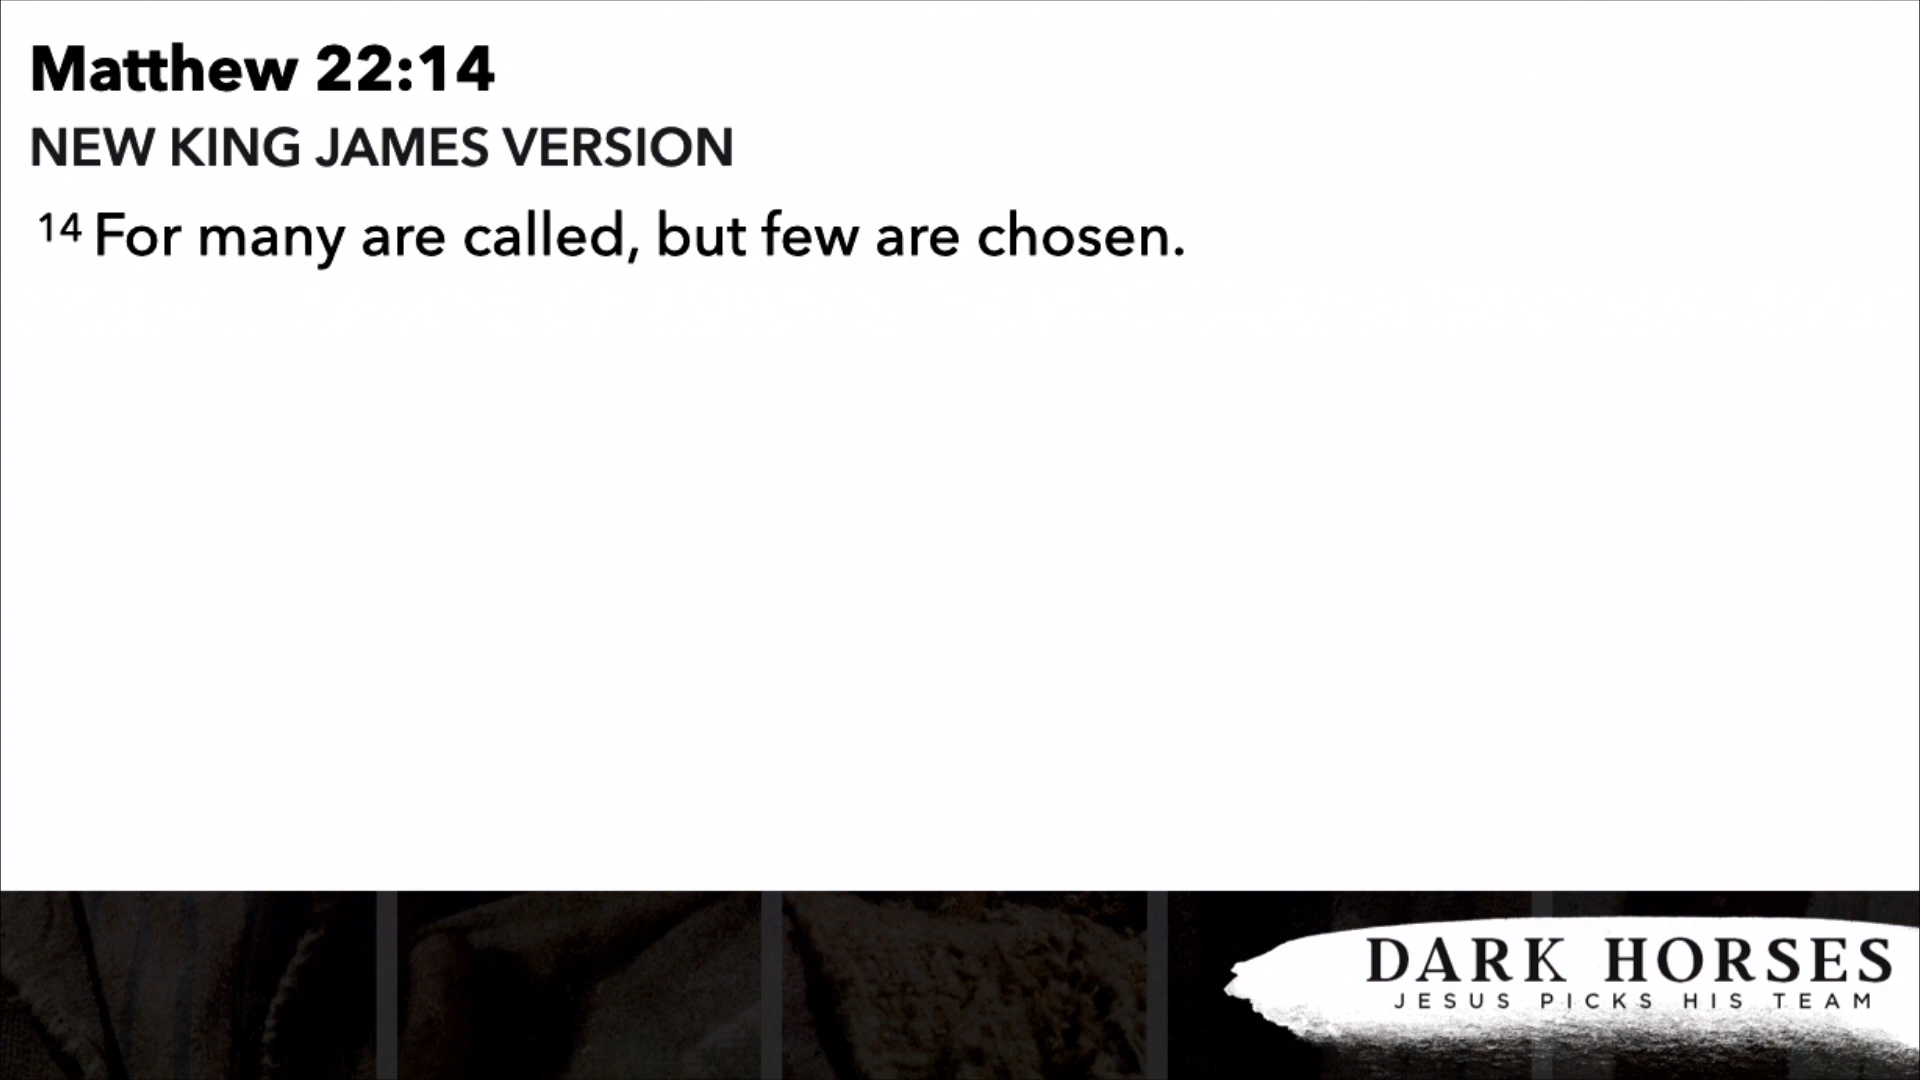 Matthew 22:14
NEW KING JAMES VERSION
14 For many are called, but few are chosen.
DARK HORSES
JESUS PICKS HIS TEAM